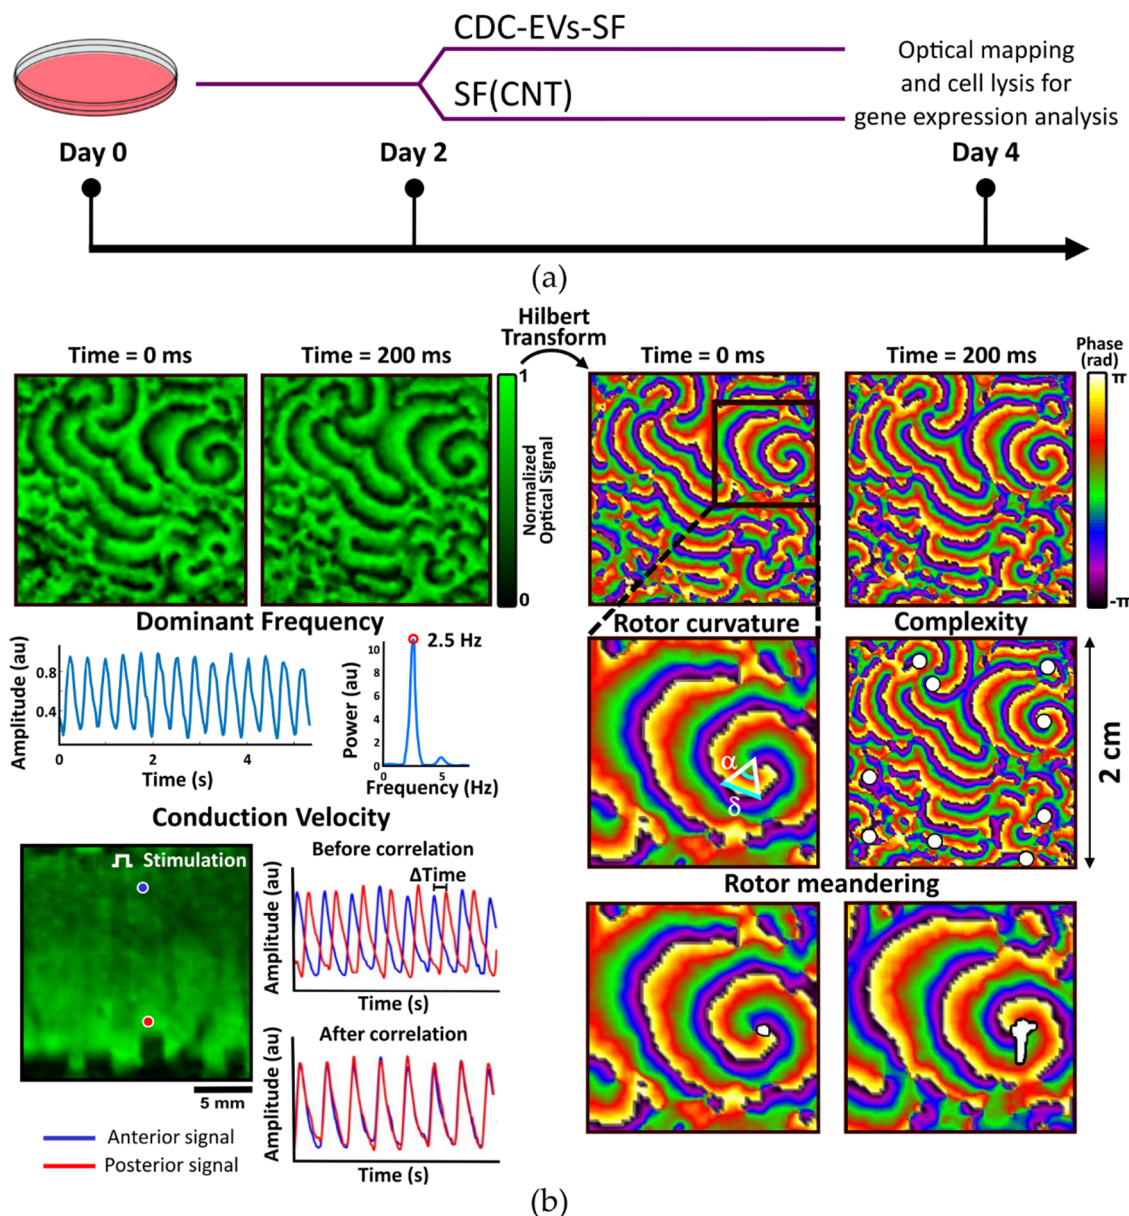 CDC-EVs-SF
SF(CNT)
Optical mapping
and cell lysis for
gene expression analysis
Day 0
Day 2
Day 4
(a)
Hilbert
Transform
Time = 0 ms
Time = 200 ms
1
Normalized
Optical Signal
0
Time = 0 ms
Time = 200 ms
Phase
(rad)
π
-π
Dominant Frequency
Amplitude (au)
0.8
0.4
0
2
4
Time (s)
Power (au)
10
8
6
4
2
0
2.5 Hz
0
5
Frequency (Hz)
Rotor curvature
α
δ
Complexity
2 cm
Conduction Velocity
Stimulation
5 mm
Anterior signal
Posterior signal
Before correlation
ΔTime
Amplitude (au)
Time (s)
After correlation
Amplitude (au)
Time (s)
Rotor meandering
(b)